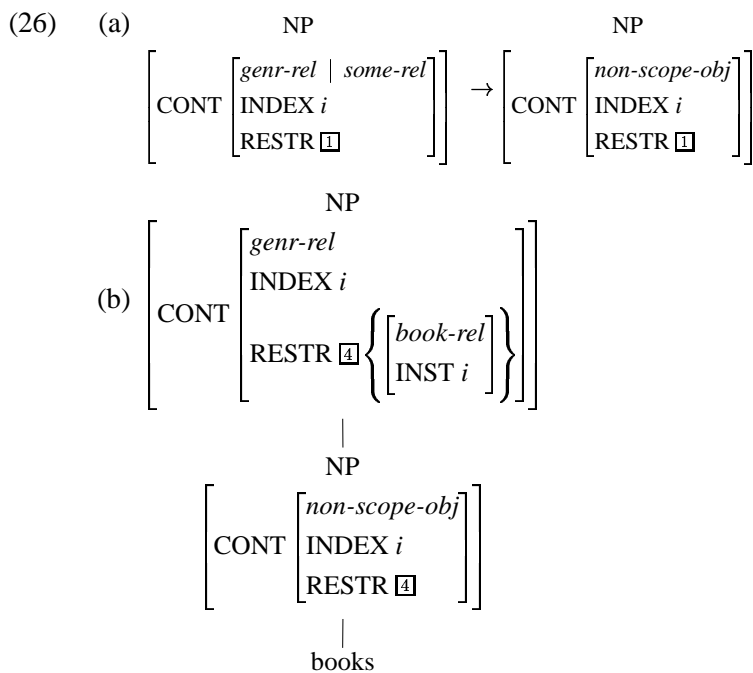 (26) (a) NP NP
[CONT [genr-rel | some-rel INDEX i RESTR 1]] → [CONT [non-scope-obj INDEX i RESTR 1]]
NP
(b) [CONT [genr-rel
INDEX i
RESTR 4 {[book-rel INST i]}]]
NP
[CONT [non-scope-obj
INDEX i
RESTR 4]]
books